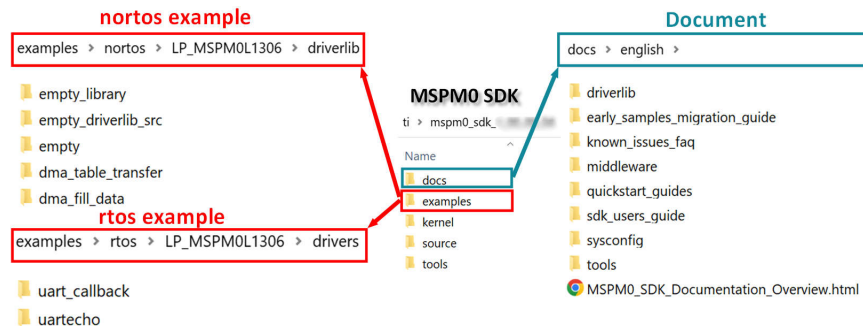 nortos example
examples > nortos > LP_MSPM0L1306 > driverlib
empty_library
empty_driverlib_src
empty
dma_table_transfer
dma_fill_data
rtos example
examples > rtos > LP_MSPM0L1306 > drivers
uart_callback
uartecho
MSPM0 SDK
ti > mspm0_sdk_
Name
docs
examples
kernel
source
tools
Document
docs > english >
driverlib
early_samples_migration_guide
known_issues_faq
middleware
quickstart_guides
sdk_users_guide
sysconfig
tools
MSPM0_SDK_Documentation_Overview.html